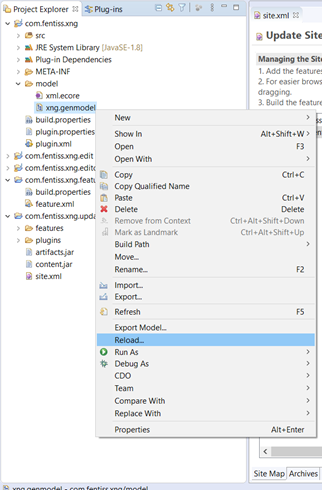 Project Explorer
Plug-ins
com.fentiss.xng
src
JRE System Library [JavaSE-1.8]
Plug-in Dependencies
META-INF
model
xml.ecore
xng.genmodel
build.properties
plugin.properties
plugin.xml
com.fentiss.xng.edit
com.fentiss.xng.edito
com.fentiss.xng.featu
build.properties
feature.xml
com.fentiss.xng.upda
features
plugins
artifacts.jar
content.jar
site.xml
New
Show In Alt+Shift+W
Open F3
Open With
Copy Ctrl+C
Copy Qualified Name
Paste Ctrl+V
Delete Delete
Remove from Context Ctrl+Alt+Shift+Down
Mark as Landmark Ctrl+Alt+Shift+Up
Build Path
Move...
Rename... F2
Import...
Export...
Refresh F5
Export Model...
Reload...
Run As
Debug As
CDO
Team
Compare With
Replace With
Properties Alt+Enter
site.xml
Update Site
Managing the Site
1. Add the features
2. For easier brows
dragging.
3. Build the feature
Site Map Archives
xng.genmodel - com.fentiss.xng/model